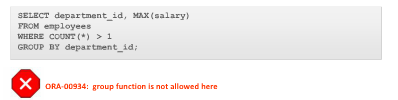 SELECT department_id, MAX(salary)
FROM employees
WHERE COUNT(*) > 1
GROUP BY department_id;
ORA-00934: group function is not allowed here